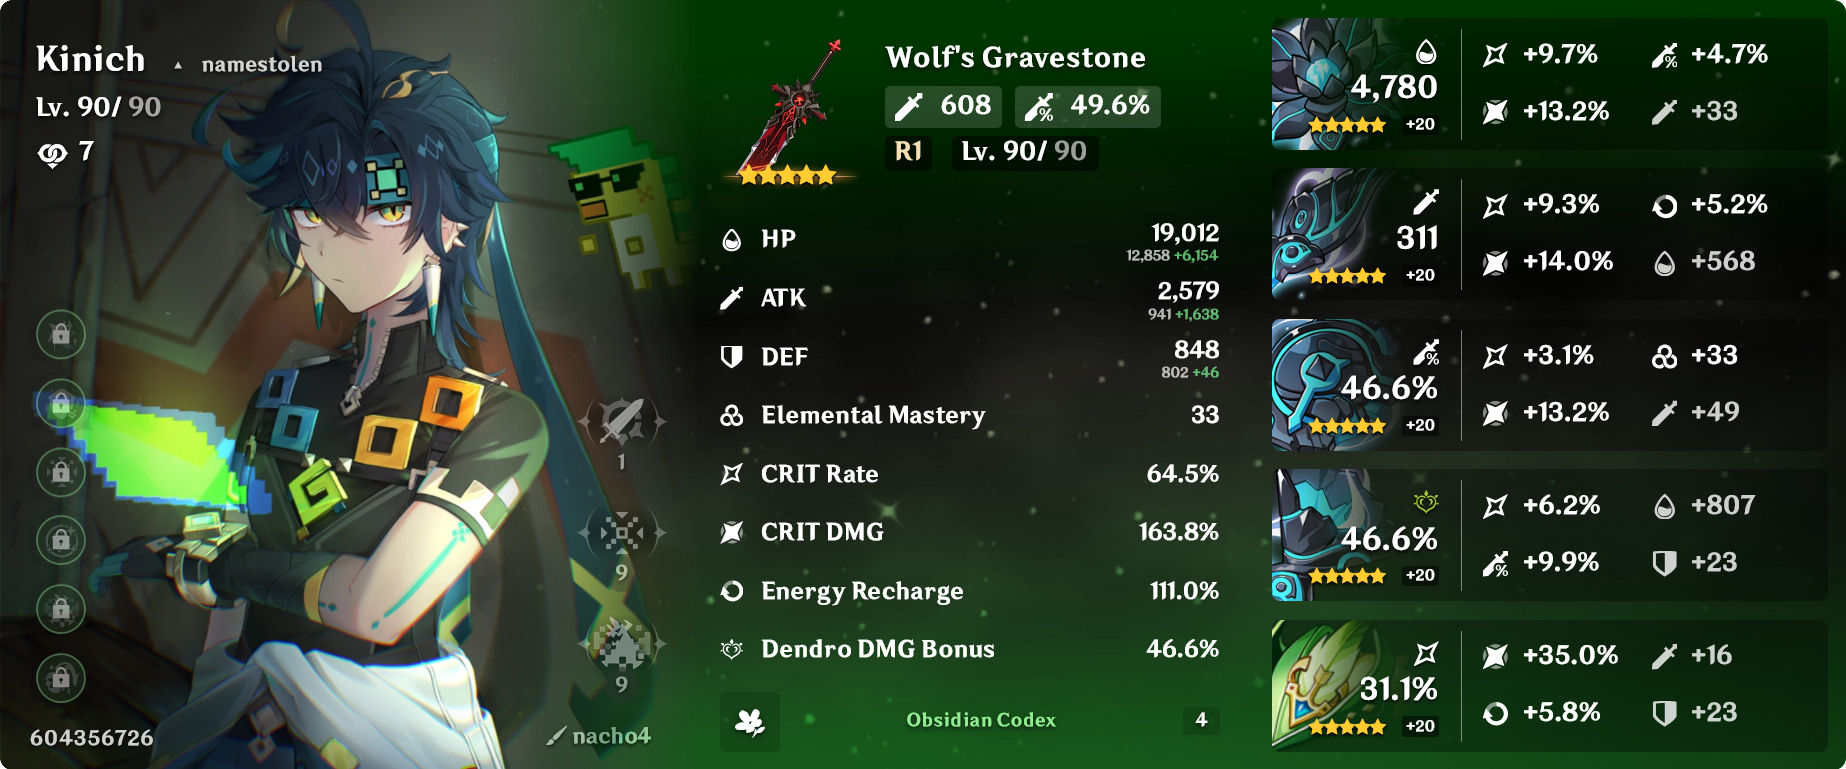 Kinich ▲ namestolen
Lv. 90/ 90
7
1
9
9
604356726
nacho4
Wolf's Gravestone
608 49.6%
R1 Lv. 90/ 90
HP 19,012
12,858 +6,154
ATK 2,579
941 +1,638
DEF 848
802 +46
Elemental Mastery 33
CRIT Rate 64.5%
CRIT DMG 163.8%
Energy Recharge 111.0%
Dendro DMG Bonus 46.6%
Obsidian Codex 4
4,780
+20
+9.7% +4.7%
+13.2% +33
311
+20
+9.3% +5.2%
+14.0% +568
46.6%
+20
+3.1% +33
+13.2% +49
46.6%
+20
+6.2% +807
+9.9% +23
31.1%
+20
+35.0% +16
+5.8% +23